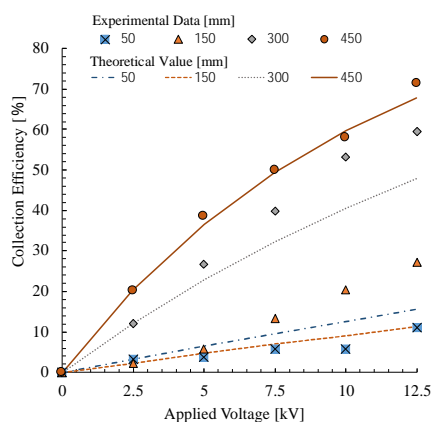 Experimental Data [mm]
50 150 300 450
Theoretical Value [mm]
50 150 300 450
Collection Efficiency [%]
80
70
60
50
40
30
20
10
0
0 2.5 5 7.5 10 12.5
Applied Voltage [kV]